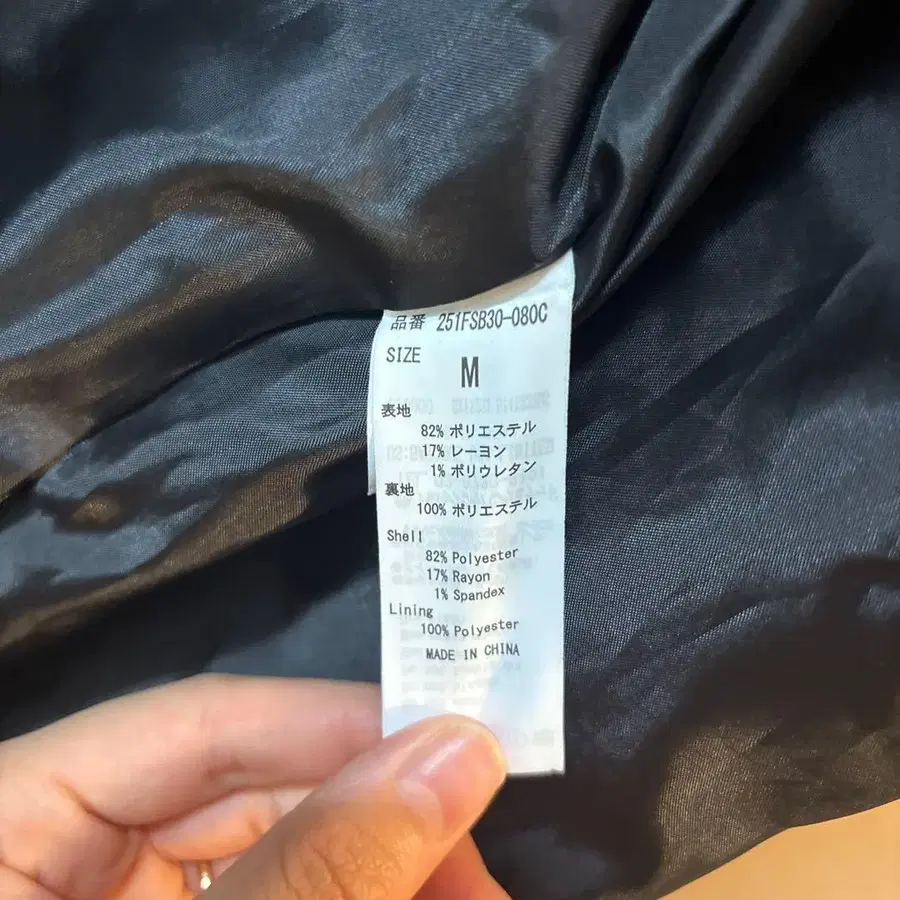 品番 251FSB30-080C
SIZE
M
表地
82% ポリエステル
17% レーヨン
1% ポリウレタン
裏地
100% ポリエステル
Shell
82% Polyester
17% Rayon
1% Spandex
Lining
100% Polyester
MADE IN CHINA